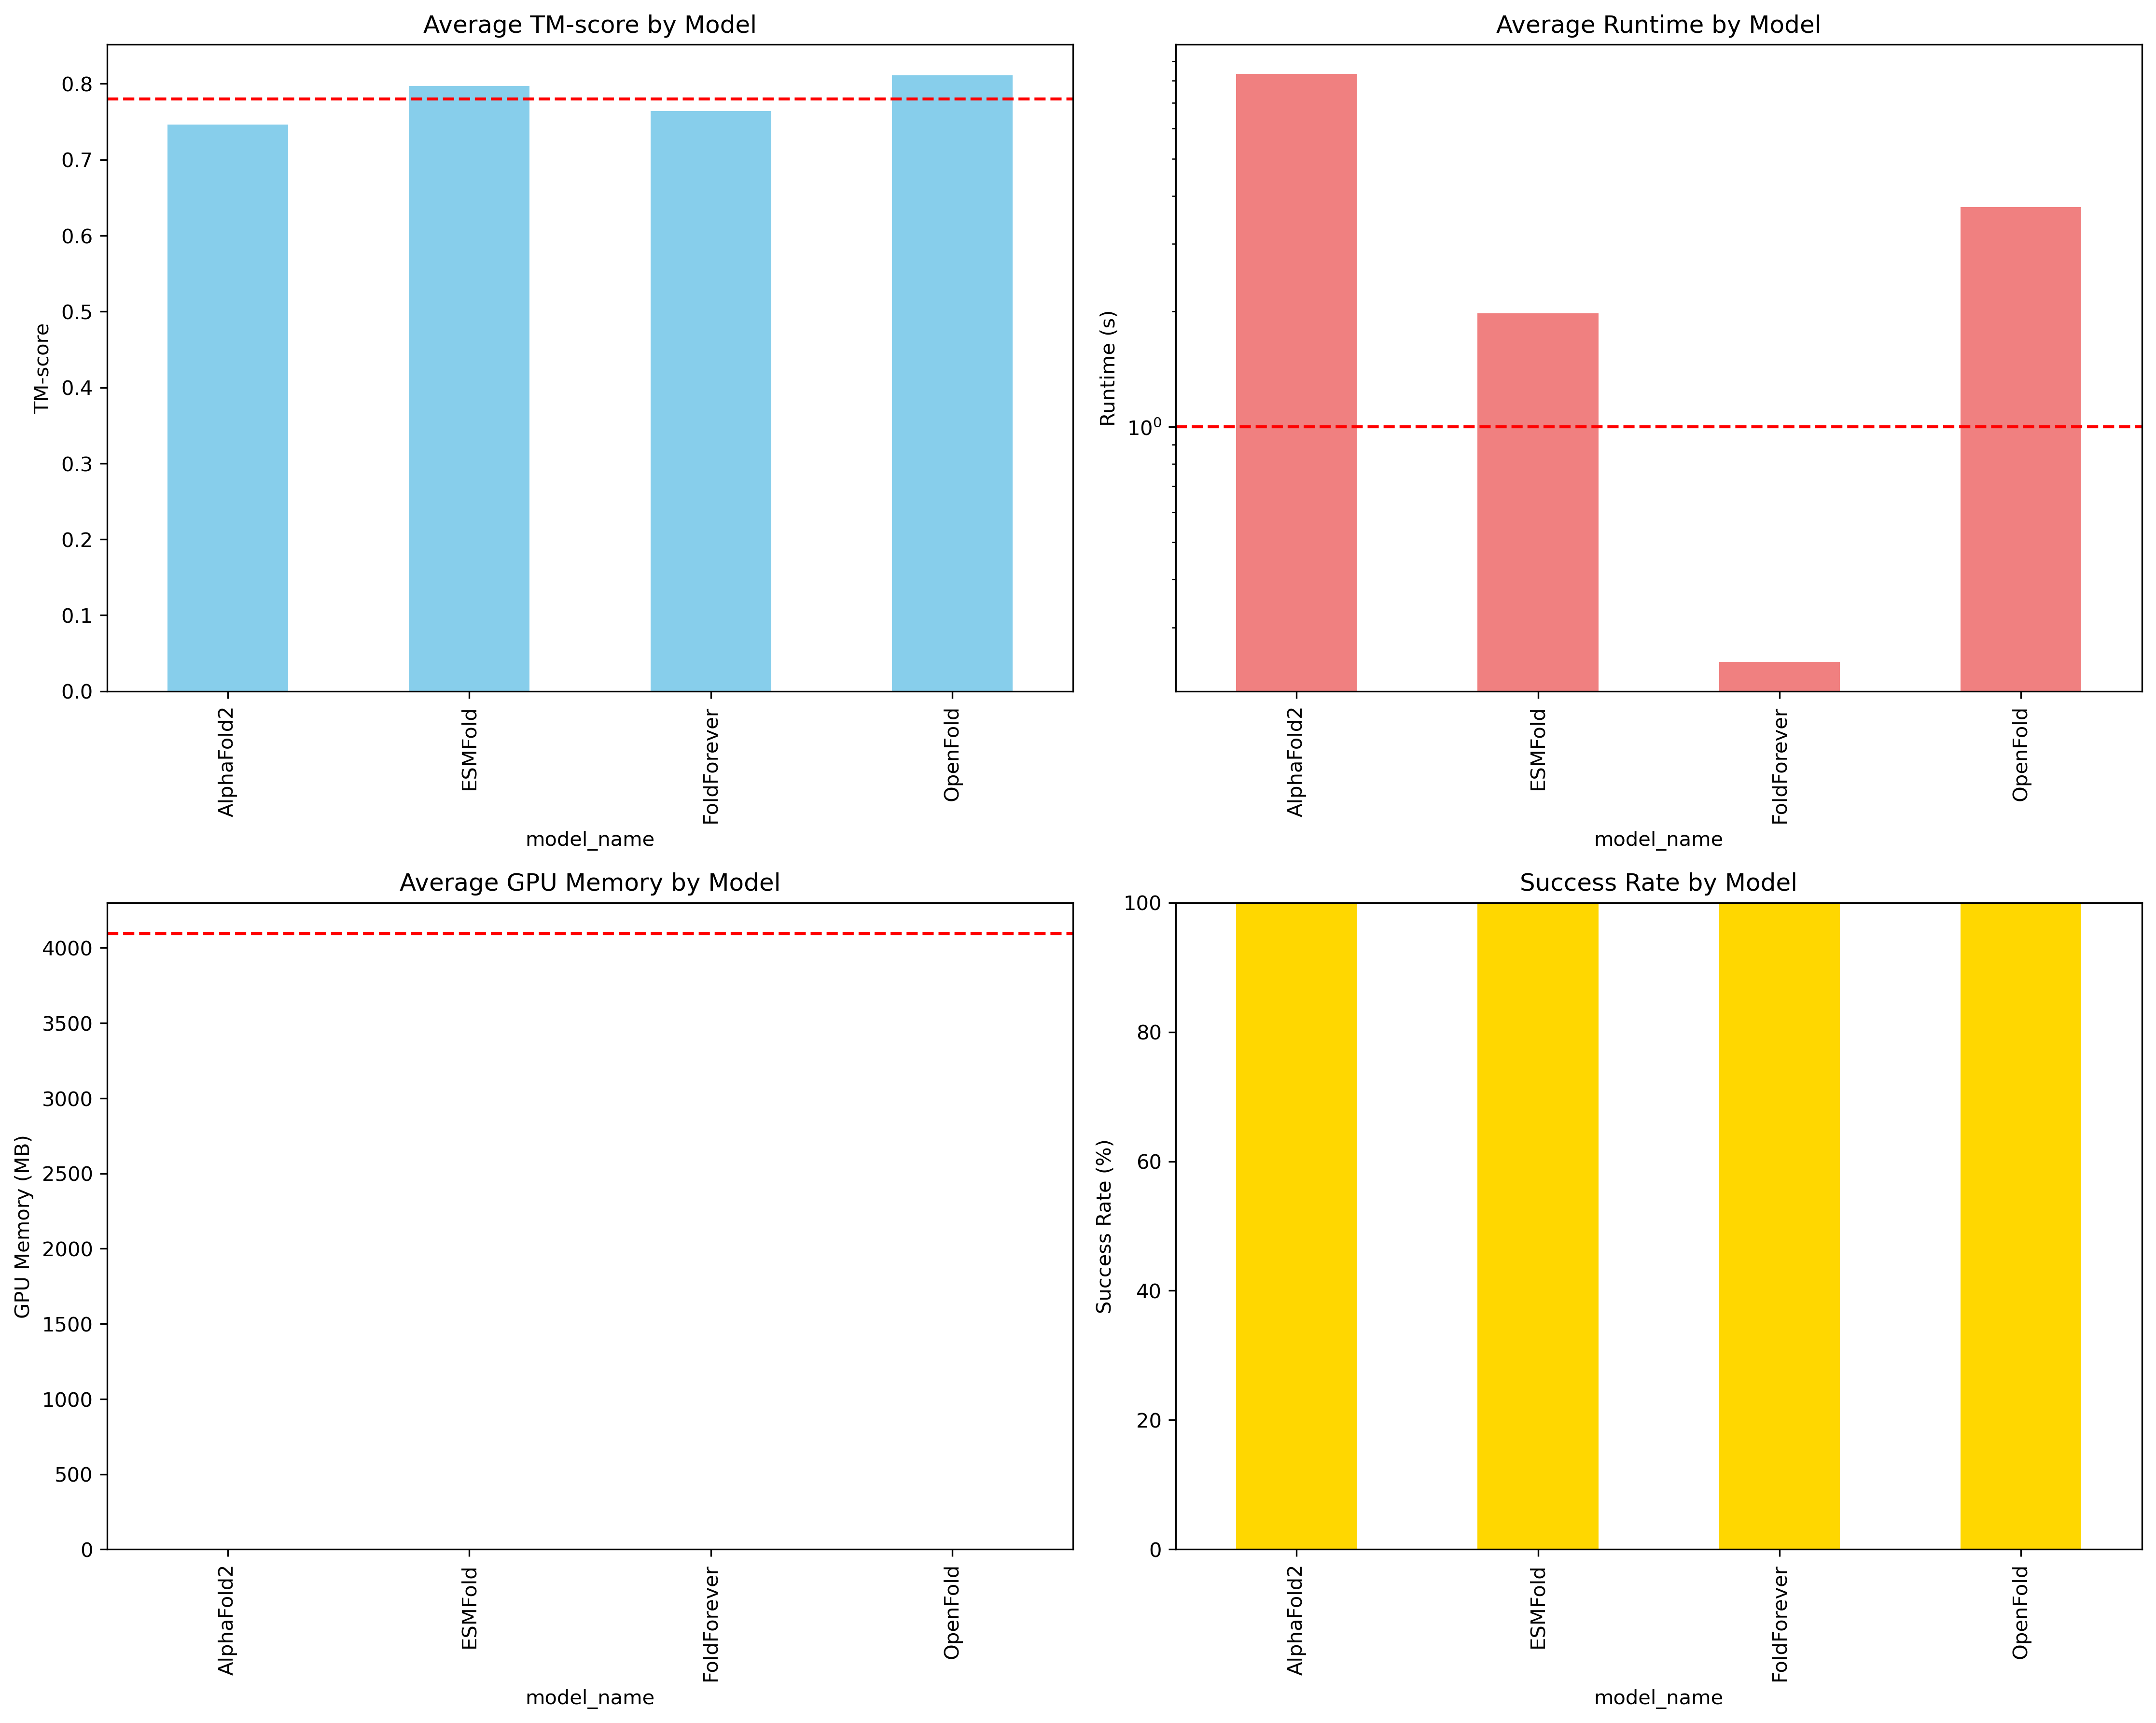 Average TM-score by Model
TM-score
0.8
0.7
0.6
0.5
0.4
0.3
0.2
0.1
0.0
AlphaFold2
ESMFold
FoldForever
OpenFold
model_name
Average Runtime by Model
Runtime (s)
10⁰
AlphaFold2
ESMFold
FoldForever
OpenFold
model_name
Average GPU Memory by Model
GPU Memory (MB)
4000
3500
3000
2500
2000
1500
1000
500
0
AlphaFold2
ESMFold
FoldForever
OpenFold
model_name
Success Rate by Model
Success Rate (%)
100
80
60
40
20
0
AlphaFold2
ESMFold
FoldForever
OpenFold
model_name